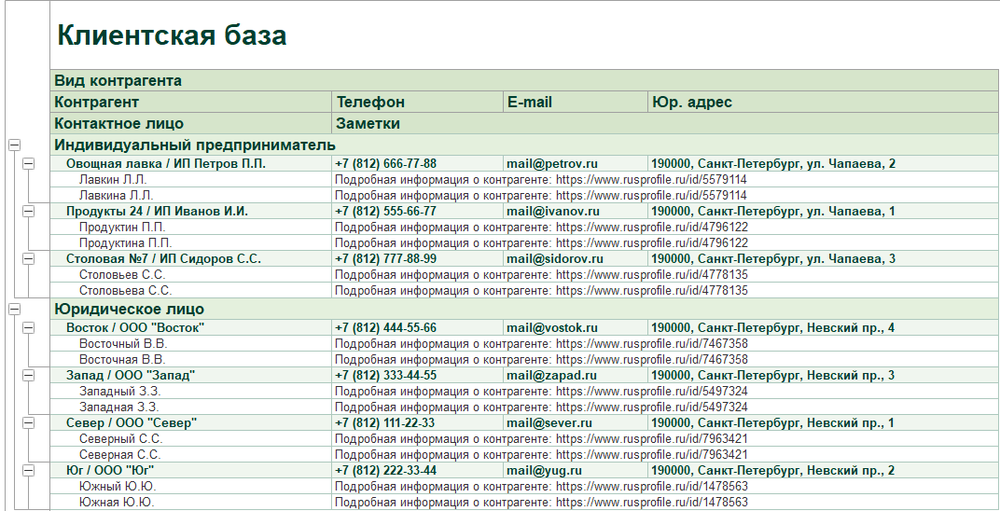 Клиентская база
Вид контрагента
Контрагент Телефон E-mail Юр. адрес
Контактное лицо Заметки
Индивидуальный предприниматель
Овощная лавка / ИП Петров П.П. +7 (812) 666-77-88 mail@petrov.ru 190000, Санкт-Петербург, ул. Чапаева, 2
Лавкин Л.Л. Подробная информация о контрагенте: https://www.rusprofile.ru/id/5579114
Лавкина Л.Л. Подробная информация о контрагенте: https://www.rusprofile.ru/id/5579114
Продукты 24 / ИП Иванов И.И. +7 (812) 555-66-77 mail@ivanov.ru 190000, Санкт-Петербург, ул. Чапаева, 1
Продуктин П.П. Подробная информация о контрагенте: https://www.rusprofile.ru/id/4796122
Продуктина П.П. Подробная информация о контрагенте: https://www.rusprofile.ru/id/4796122
Столовая №7 / ИП Сидоров С.С. +7 (812) 777-88-99 mail@sidorov.ru 190000, Санкт-Петербург, ул. Чапаева, 3
Столовьев С.С. Подробная информация о контрагенте: https://www.rusprofile.ru/id/4778135
Столовьева С.С. Подробная информация о контрагенте: https://www.rusprofile.ru/id/4778135
Юридическое лицо
Восток / ООО "Восток" +7 (812) 444-55-66 mail@vostok.ru 190000, Санкт-Петербург, Невский пр., 4
Восточный В.В. Подробная информация о контрагенте: https://www.rusprofile.ru/id/7467358
Восточная В.В. Подробная информация о контрагенте: https://www.rusprofile.ru/id/7467358
Запад / ООО "Запад" +7 (812) 333-44-55 mail@zapad.ru 190000, Санкт-Петербург, Невский пр., 3
Западный З.З. Подробная информация о контрагенте: https://www.rusprofile.ru/id/5497324
Западная З.З. Подробная информация о контрагенте: https://www.rusprofile.ru/id/5497324
Север / ООО "Север" +7 (812) 111-22-33 mail@sever.ru 190000, Санкт-Петербург, Невский пр., 1
Северный С.С. Подробная информация о контрагенте: https://www.rusprofile.ru/id/7963421
Северная С.С. Подробная информация о контрагенте: https://www.rusprofile.ru/id/7963421
Юг / ООО "Юг" +7 (812) 222-33-44 mail@yug.ru 190000, Санкт-Петербург, Невский пр., 2
Южный Ю.Ю. Подробная информация о контрагенте: https://www.rusprofile.ru/id/1478563
Южная Ю.Ю. Подробная информация о контрагенте: https://www.rusprofile.ru/id/1478563